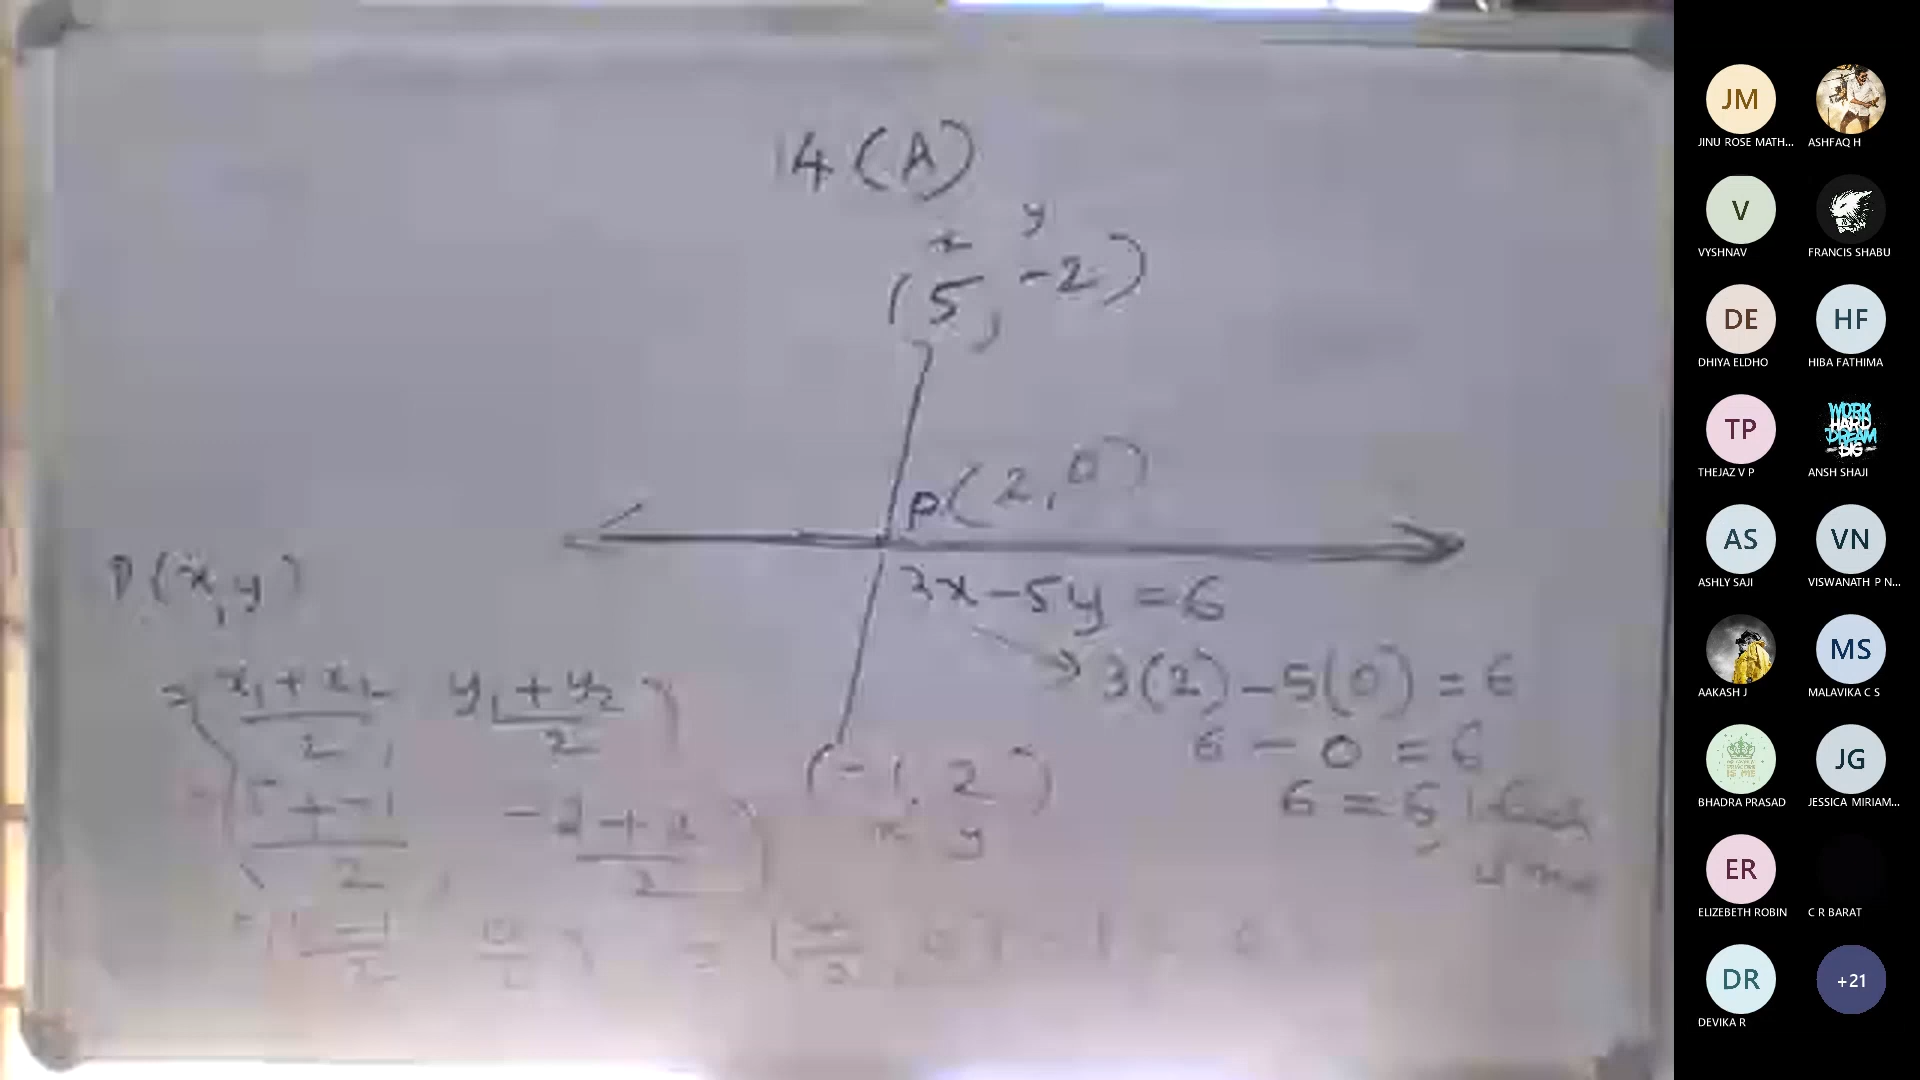 14 (A)
x y
(5, -2)
P(2, 0)
P(x, y)
3x - 5y = 6
= (x₁ + x₂ / 2, y₁ + y₂ / 2)
3(2) - 5(0) = 6
6 - 0 = 6
(-1, 2)
x y
-2 + 2 / 2
6 = 6
JM
JINU ROSE MATH...
ASHFAQ H
V
VYSHNAV
FRANCIS SHABU
DE
DHIYA ELDHO
HF
HIBA FATHIMA
TP
THEJAZ V P
WORK
HARD
DREAM
BIG
ANSH SHAJI
AS
ASHLY SAJI
VN
VISWANATH P N...
AAKASH J
MS
MALAVIKA C S
BHADRA PRASAD
JG
JESSICA MIRIAM...
ER
ELIZEBETH ROBIN
C R BARAT
DR
DEVIKA R
+21